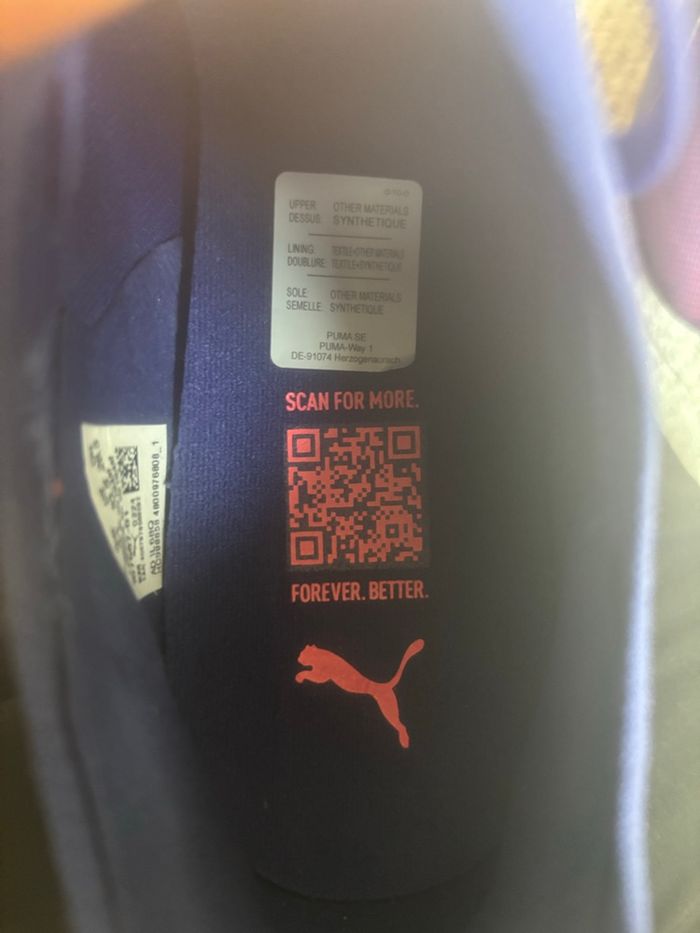 UPPER: OTHER MATERIALS
DESSUS: SYNTHETIQUE
LINING: TEXTILE+OTHER MATERIALS
DOUBLURE: TEXTILE+SYNTHETIQUE
SOLE: OTHER MATERIALS
SEMELLE: SYNTHETIQUE
PUMA SE
PUMA-Way 1
DE-91074 Herzogenaurach
SCAN FOR MORE.
FOREVER. BETTER.